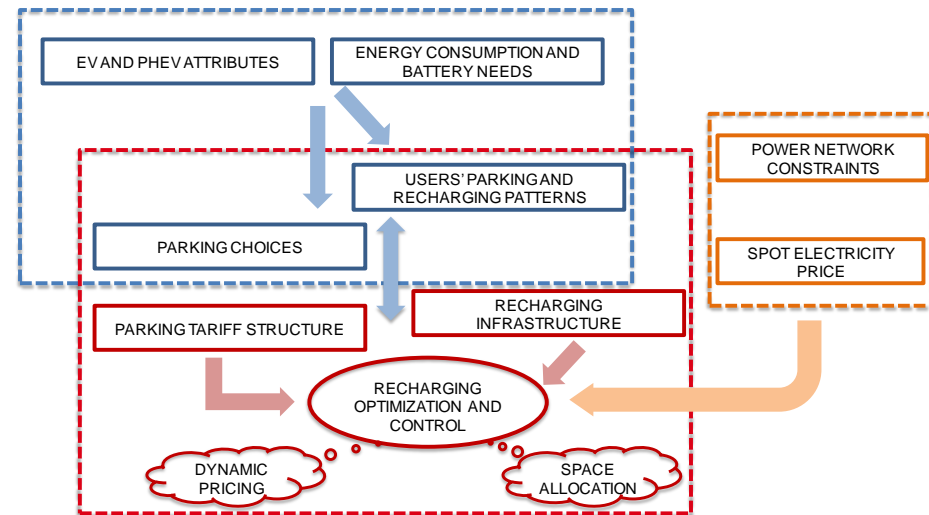 EV AND PHEV ATTRIBUTES
ENERGY CONSUMPTION AND
BATTERY NEEDS
POWER NETWORK
CONSTRAINTS
USERS' PARKING AND
RECHARGING PATTERNS
PARKING CHOICES
SPOT ELECTRICITY
PRICE
PARKING TARIFF STRUCTURE
RECHARGING
INFRASTRUCTURE
RECHARGING
OPTIMIZATION AND
CONTROL
DYNAMIC
PRICING
SPACE
ALLOCATION